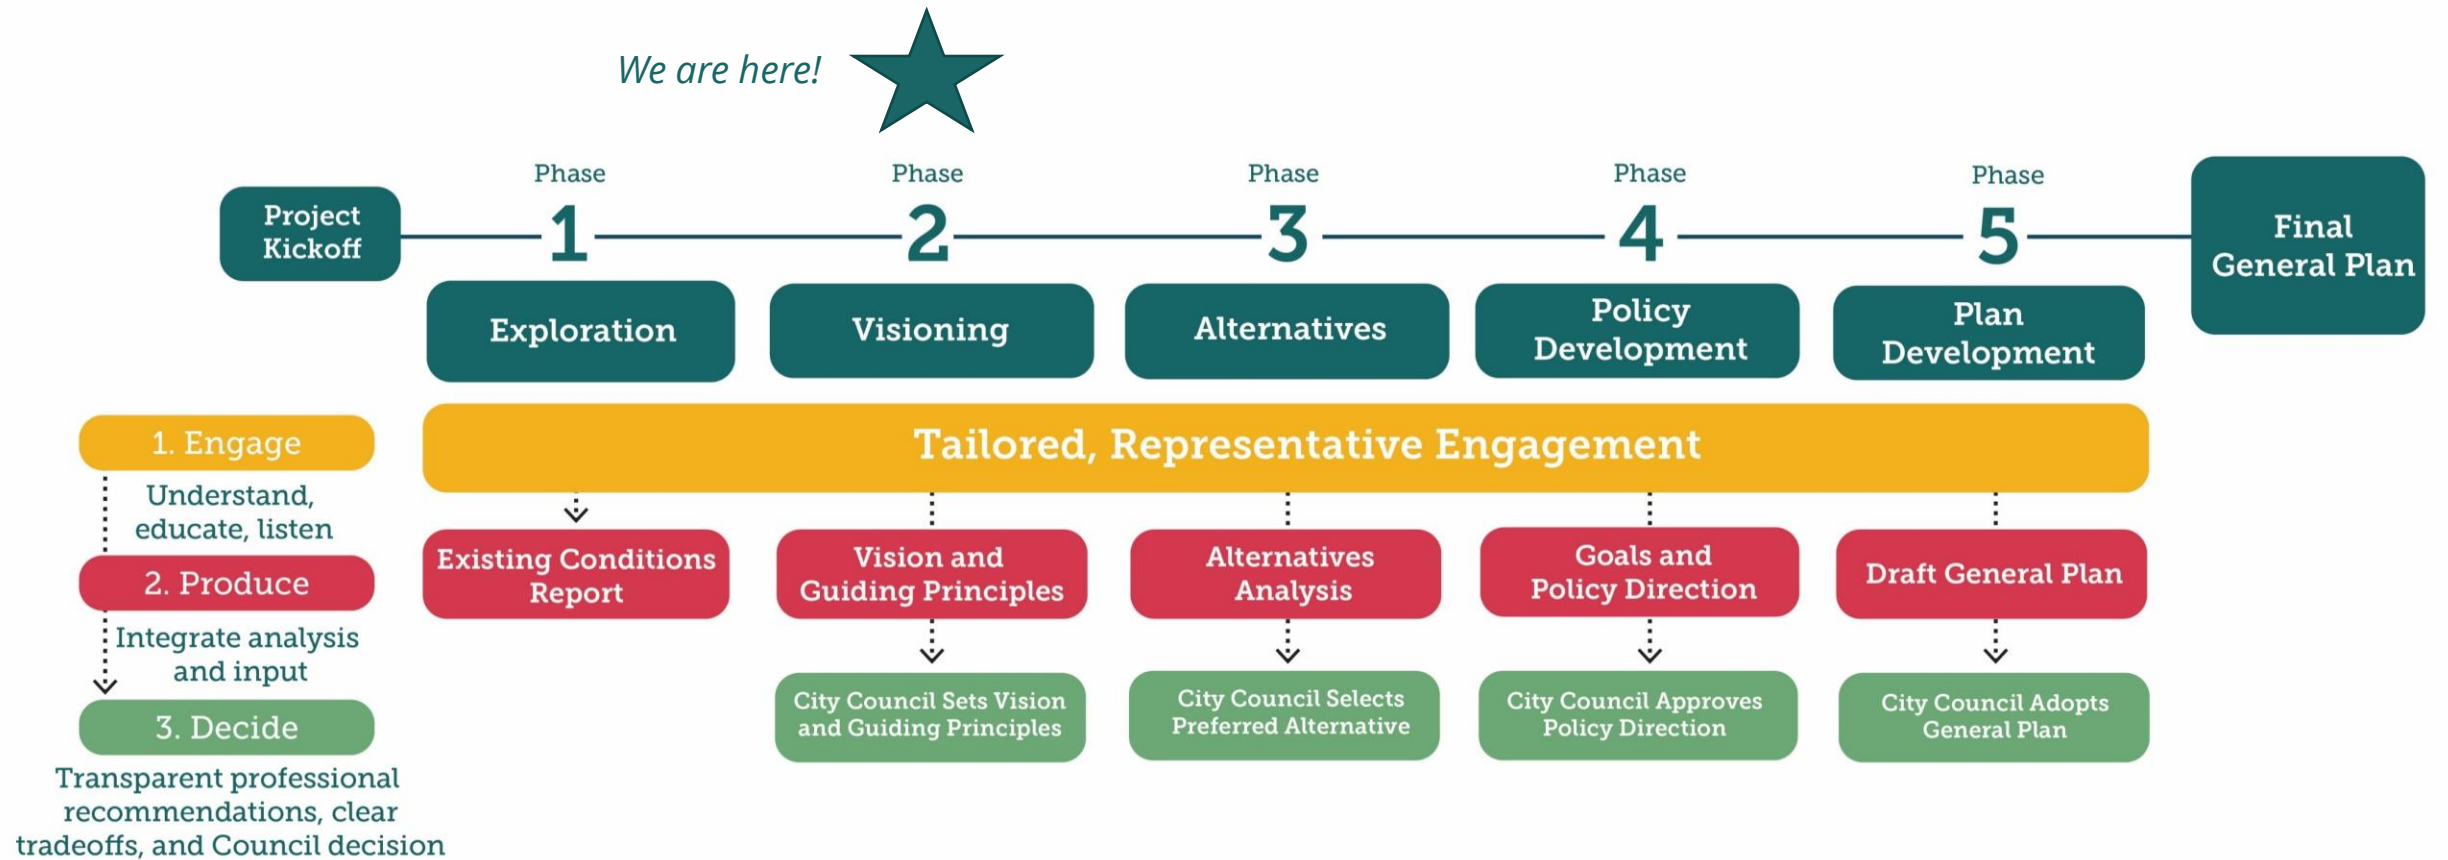 We are here!
Project
Kickoff
Phase
1
Exploration
Phase
2
Visioning
Phase
3
Alternatives
Phase
4
Policy
Development
Phase
5
Plan
Development
Final
General Plan
1. Engage
Understand,
educate, listen
2. Produce
Integrate analysis
and input
3. Decide
Transparent professional
recommendations, clear
tradeoffs, and Council decision
Tailored, Representative Engagement
Existing Conditions
Report
Vision and
Guiding Principles
Alternatives
Analysis
Goals and
Policy Direction
Draft General Plan
City Council Sets Vision
and Guiding Principles
City Council Selects
Preferred Alternative
City Council Approves
Policy Direction
City Council Adopts
General Plan